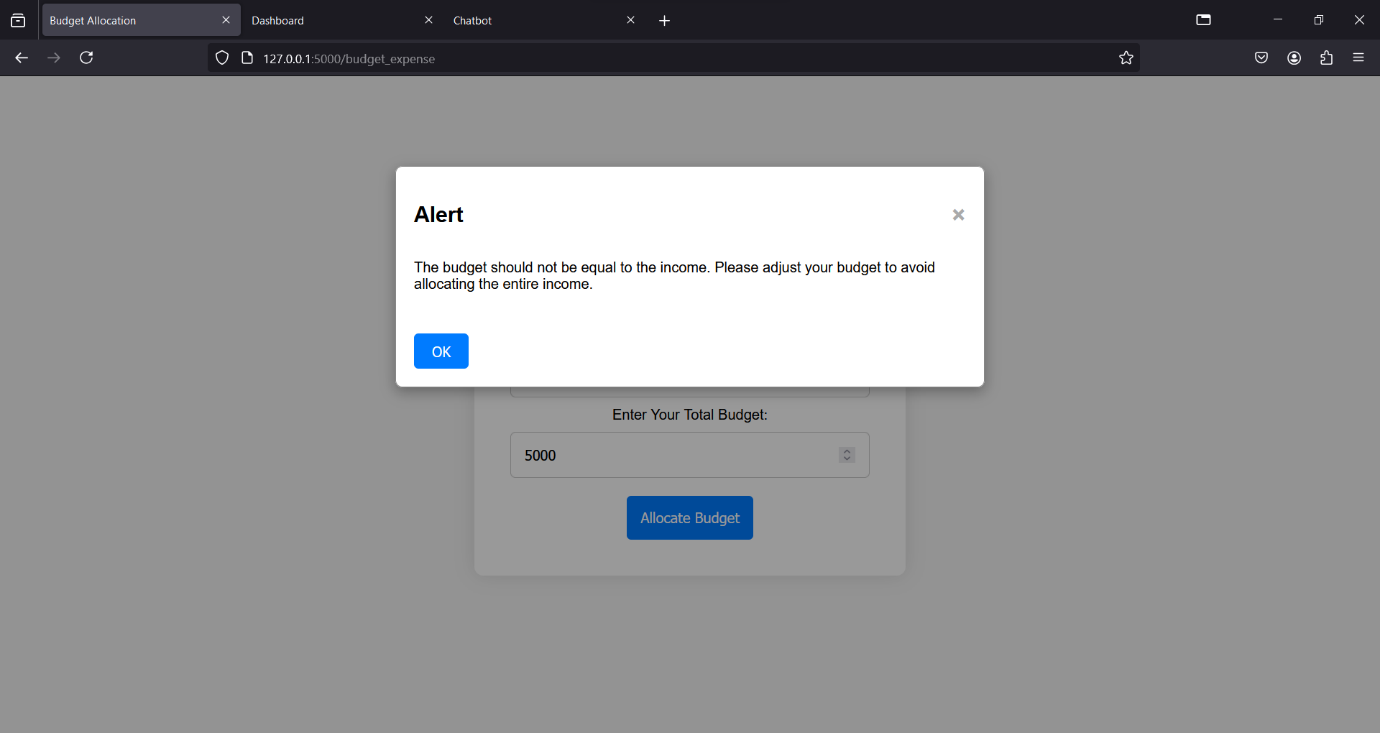 Budget Allocation
Dashboard
Chatbot
127.0.0.1:5000/budget_expense
Alert
The budget should not be equal to the income. Please adjust your budget to avoid
allocating the entire income.
OK
Enter Your Total Budget:
5000
Allocate Budget